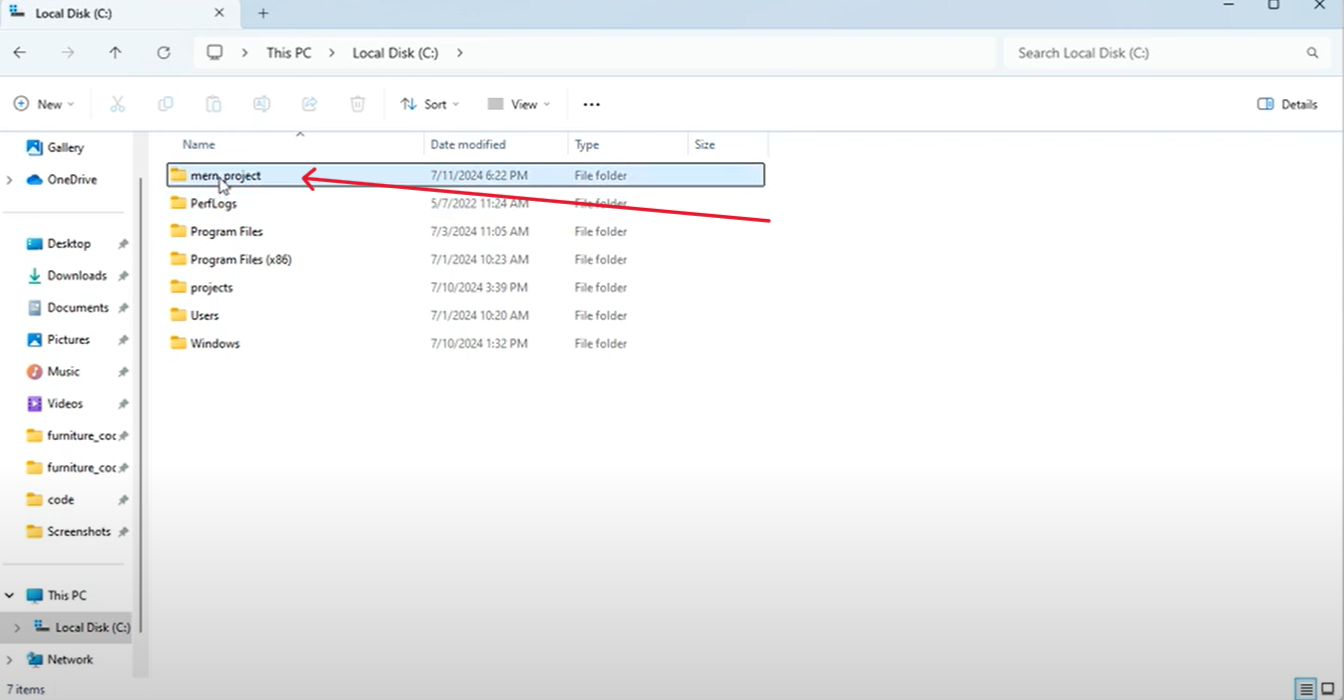 Local Disk (C:)
This PC > Local Disk (C:) >
Search Local Disk (C:)
New
Sort
View
Details
Name Date modified Type Size
mern_project 7/11/2024 6:22 PM File folder
PerfLogs 5/7/2022 11:24 AM File folder
Program Files 7/3/2024 11:05 AM File folder
Program Files (x86) 7/1/2024 10:23 AM File folder
projects 7/10/2024 3:39 PM File folder
Users 7/1/2024 10:20 AM File folder
Windows 7/10/2024 1:32 PM File folder
Gallery
OneDrive
Desktop
Downloads
Documents
Pictures
Music
Videos
furniture_coc
furniture_coc
code
Screenshots
This PC
Local Disk (C:)
Network
7 items